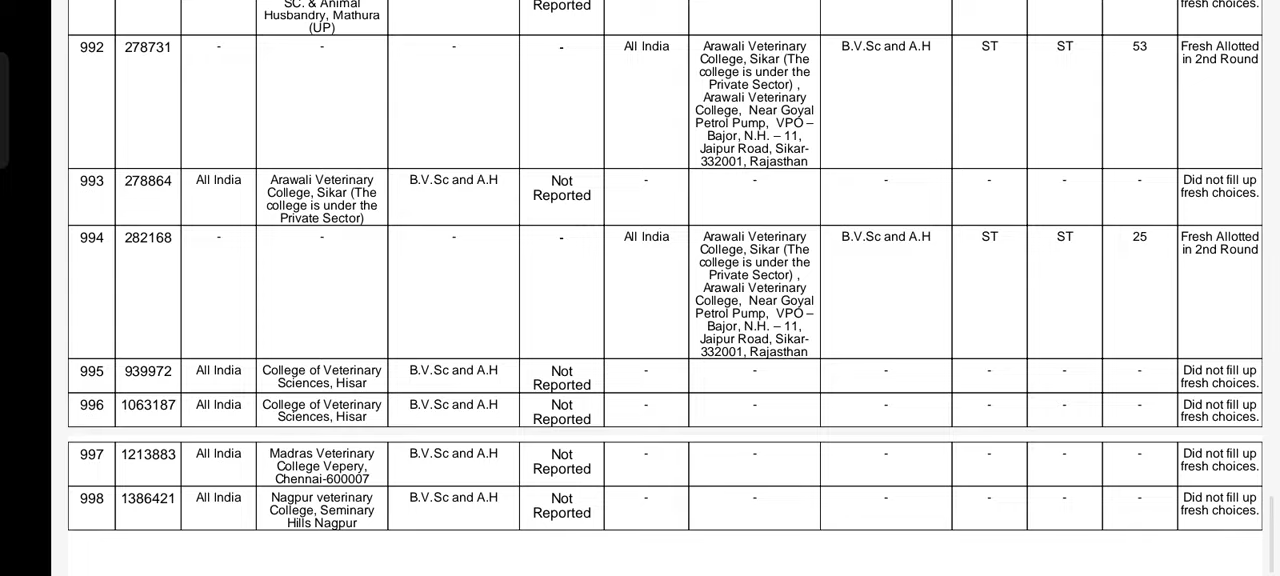 SC. & Animal
Husbandry, Mathura
(UP)
Reported
fresh choices.
992 278731 - - - - All India Arawali Veterinary
College, Sikar (The
college is under the
Private Sector) ,
Arawali Veterinary
College, Near Goyal
Petrol Pump, VPO –
Bajor, N.H. – 11,
Jaipur Road, Sikar-
332001, Rajasthan
B.V.Sc and A.H ST ST 53 Fresh Allotted
in 2nd Round
993 278864 All India Arawali Veterinary
College, Sikar (The
college is under the
Private Sector)
B.V.Sc and A.H Not
Reported
- - - - - - Did not fill up
fresh choices.
994 282168 - - - - All India Arawali Veterinary
College, Sikar (The
college is under the
Private Sector) ,
Arawali Veterinary
College, Near Goyal
Petrol Pump, VPO –
Bajor, N.H. – 11,
Jaipur Road, Sikar-
332001, Rajasthan
B.V.Sc and A.H ST ST 25 Fresh Allotted
in 2nd Round
995 939972 All India College of Veterinary
Sciences, Hisar
B.V.Sc and A.H Not
Reported
- - - - - - Did not fill up
fresh choices.
996 1063187 All India College of Veterinary
Sciences, Hisar
B.V.Sc and A.H Not
Reported
- - - - - - Did not fill up
fresh choices.
997 1213883 All India Madras Veterinary
College Vepery,
Chennai-600007
B.V.Sc and A.H Not
Reported
- - - - - - Did not fill up
fresh choices.
998 1386421 All India Nagpur veterinary
College, Seminary
Hills Nagpur
B.V.Sc and A.H Not
Reported
- - - - - - Did not fill up
fresh choices.